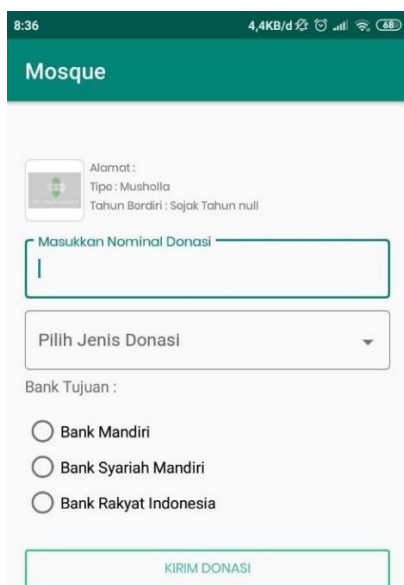 8:36 4,4KB/d 68
Mosque
Alamat :
Tipe : Musholla
Tahun Berdiri : Sejak Tahun null
Masukkan Nominal Donasi
Pilih Jenis Donasi
Bank Tujuan :
Bank Mandiri
Bank Syariah Mandiri
Bank Rakyat Indonesia
KIRIM DONASI